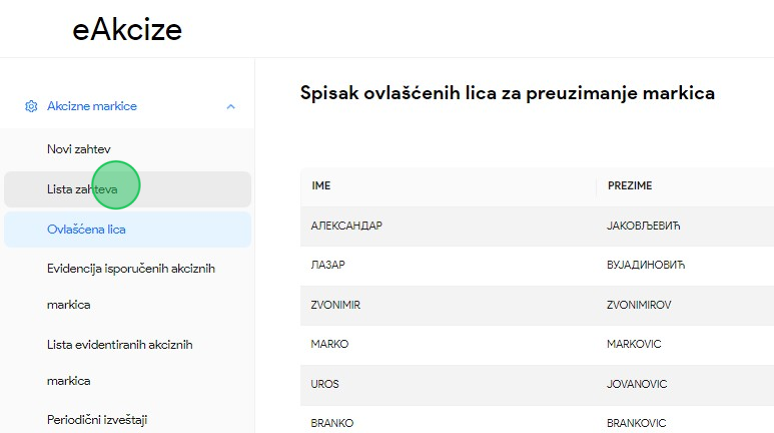 eAkcize
Akcizne markice
Novi zahtev
Lista zahteva
Ovlašćena lica
Evidencija isporučenih akciznih
markica
Lista evidentiranih akciznih
markica
Periodični izveštaji
Spisak ovlašćenih lica za preuzimanje markica
IME PREZIME
АЛЕКСАНДАР ЈАКОВЉЕВИЋ
ЛАЗАР ВУЈАДИНОВИЋ
ZVONIMIR ZVONIMIROV
MARKO MARKOVIC
UROS JOVANOVIC
BRANKO BRANKOVIC